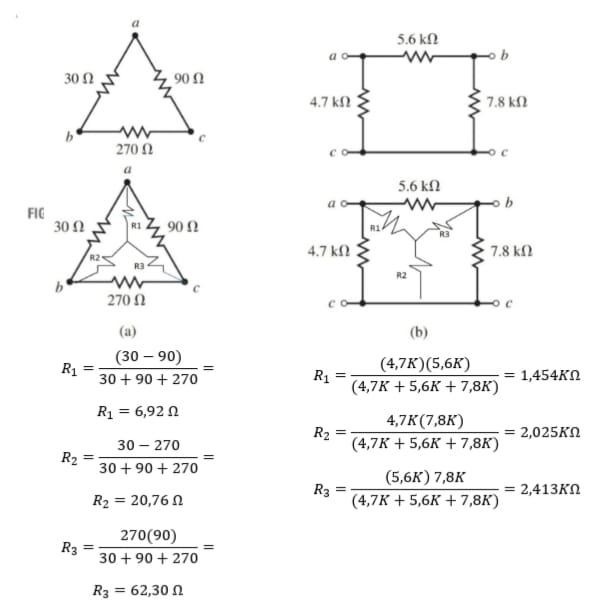 a
30 Ω 90 Ω
b c
270 Ω
5.6 kΩ
a b
4.7 kΩ 7.8 kΩ
c c
a
FIG
30 Ω R1 90 Ω
R2 R3
b c
270 Ω
(a)
5.6 kΩ
a b
R1 R3
4.7 kΩ 7.8 kΩ
R2
c c
(b)
R₁ = (30 − 90) / 30 + 90 + 270 =
R₁ = 6,92 Ω
R₂ = 30 − 270 / 30 + 90 + 270 =
R₂ = 20,76 Ω
R₃ = 270(90) / 30 + 90 + 270 =
R₃ = 62,30 Ω
R₁ = (4,7K)(5,6K) / (4,7K + 5,6K + 7,8K) = 1,454KΩ
R₂ = 4,7K(7,8K) / (4,7K + 5,6K + 7,8K) = 2,025KΩ
R₃ = (5,6K) 7,8K / (4,7K + 5,6K + 7,8K) = 2,413KΩ